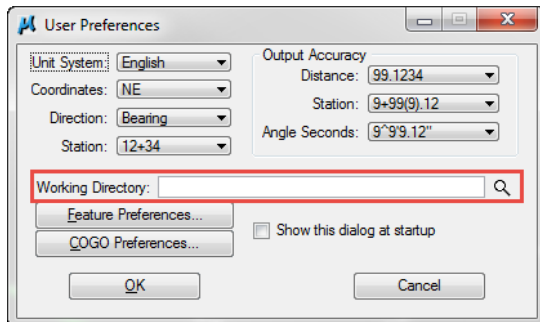 User Preferences
Unit System: English
Coordinates: NE
Direction: Bearing
Station: 12+34
Output Accuracy
Distance: 99.1234
Station: 9+99(9).12
Angle Seconds: 9^9'9.12"
Working Directory:
Feature Preferences...
COGO Preferences...
Show this dialog at startup
OK
Cancel